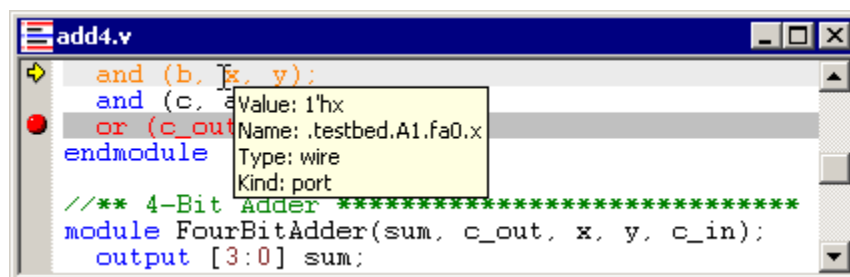 add4.v
and (b, x, y);
and (c, a
or (c_out
endmodule
Value: 1'hx
Name: .testbed.A1.fa0.x
Type: wire
Kind: port
//** 4-Bit Adder *****************************
module FourBitAdder(sum, c_out, x, y, c_in);
output [3:0] sum;